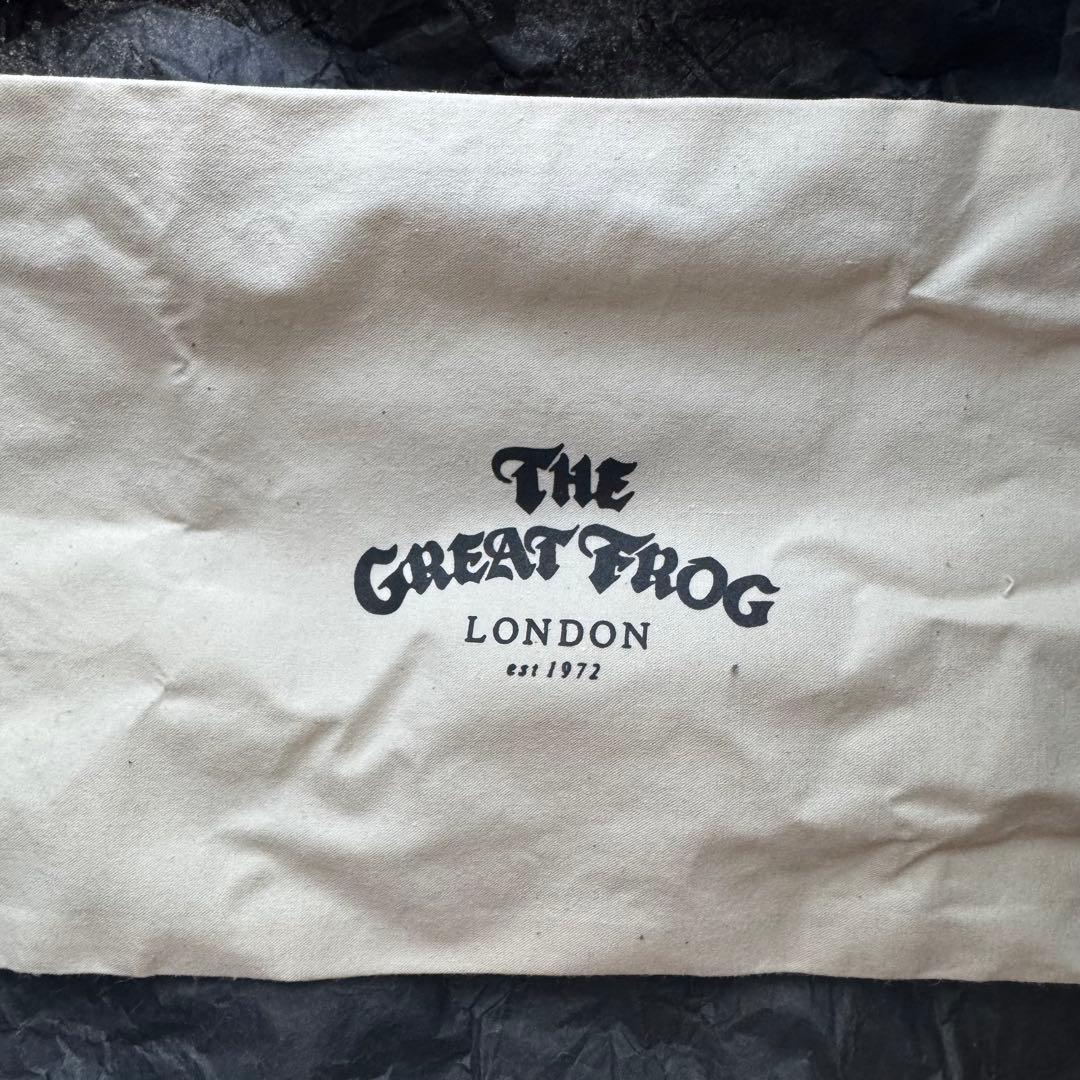 THE
GREAT FROG
LONDON
est 1972